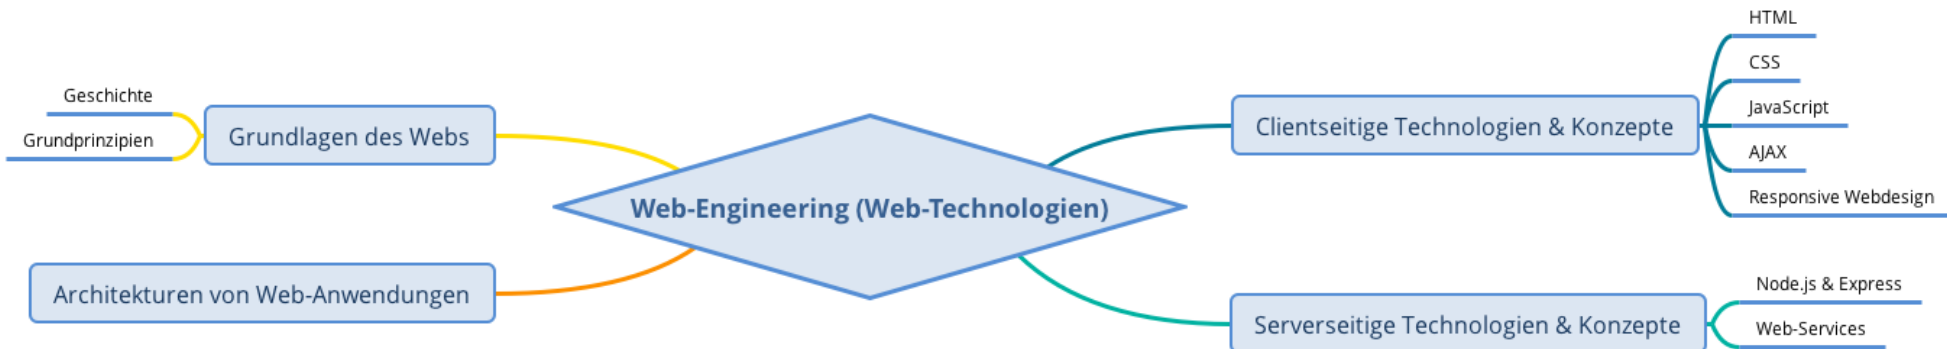 Geschichte
Grundprinzipien
Grundlagen des Webs
Architekturen von Web-Anwendungen
Web-Engineering (Web-Technologien)
Clientseitige Technologien & Konzepte
HTML
CSS
JavaScript
AJAX
Responsive Webdesign
Serverseitige Technologien & Konzepte
Node.js & Express
Web-Services